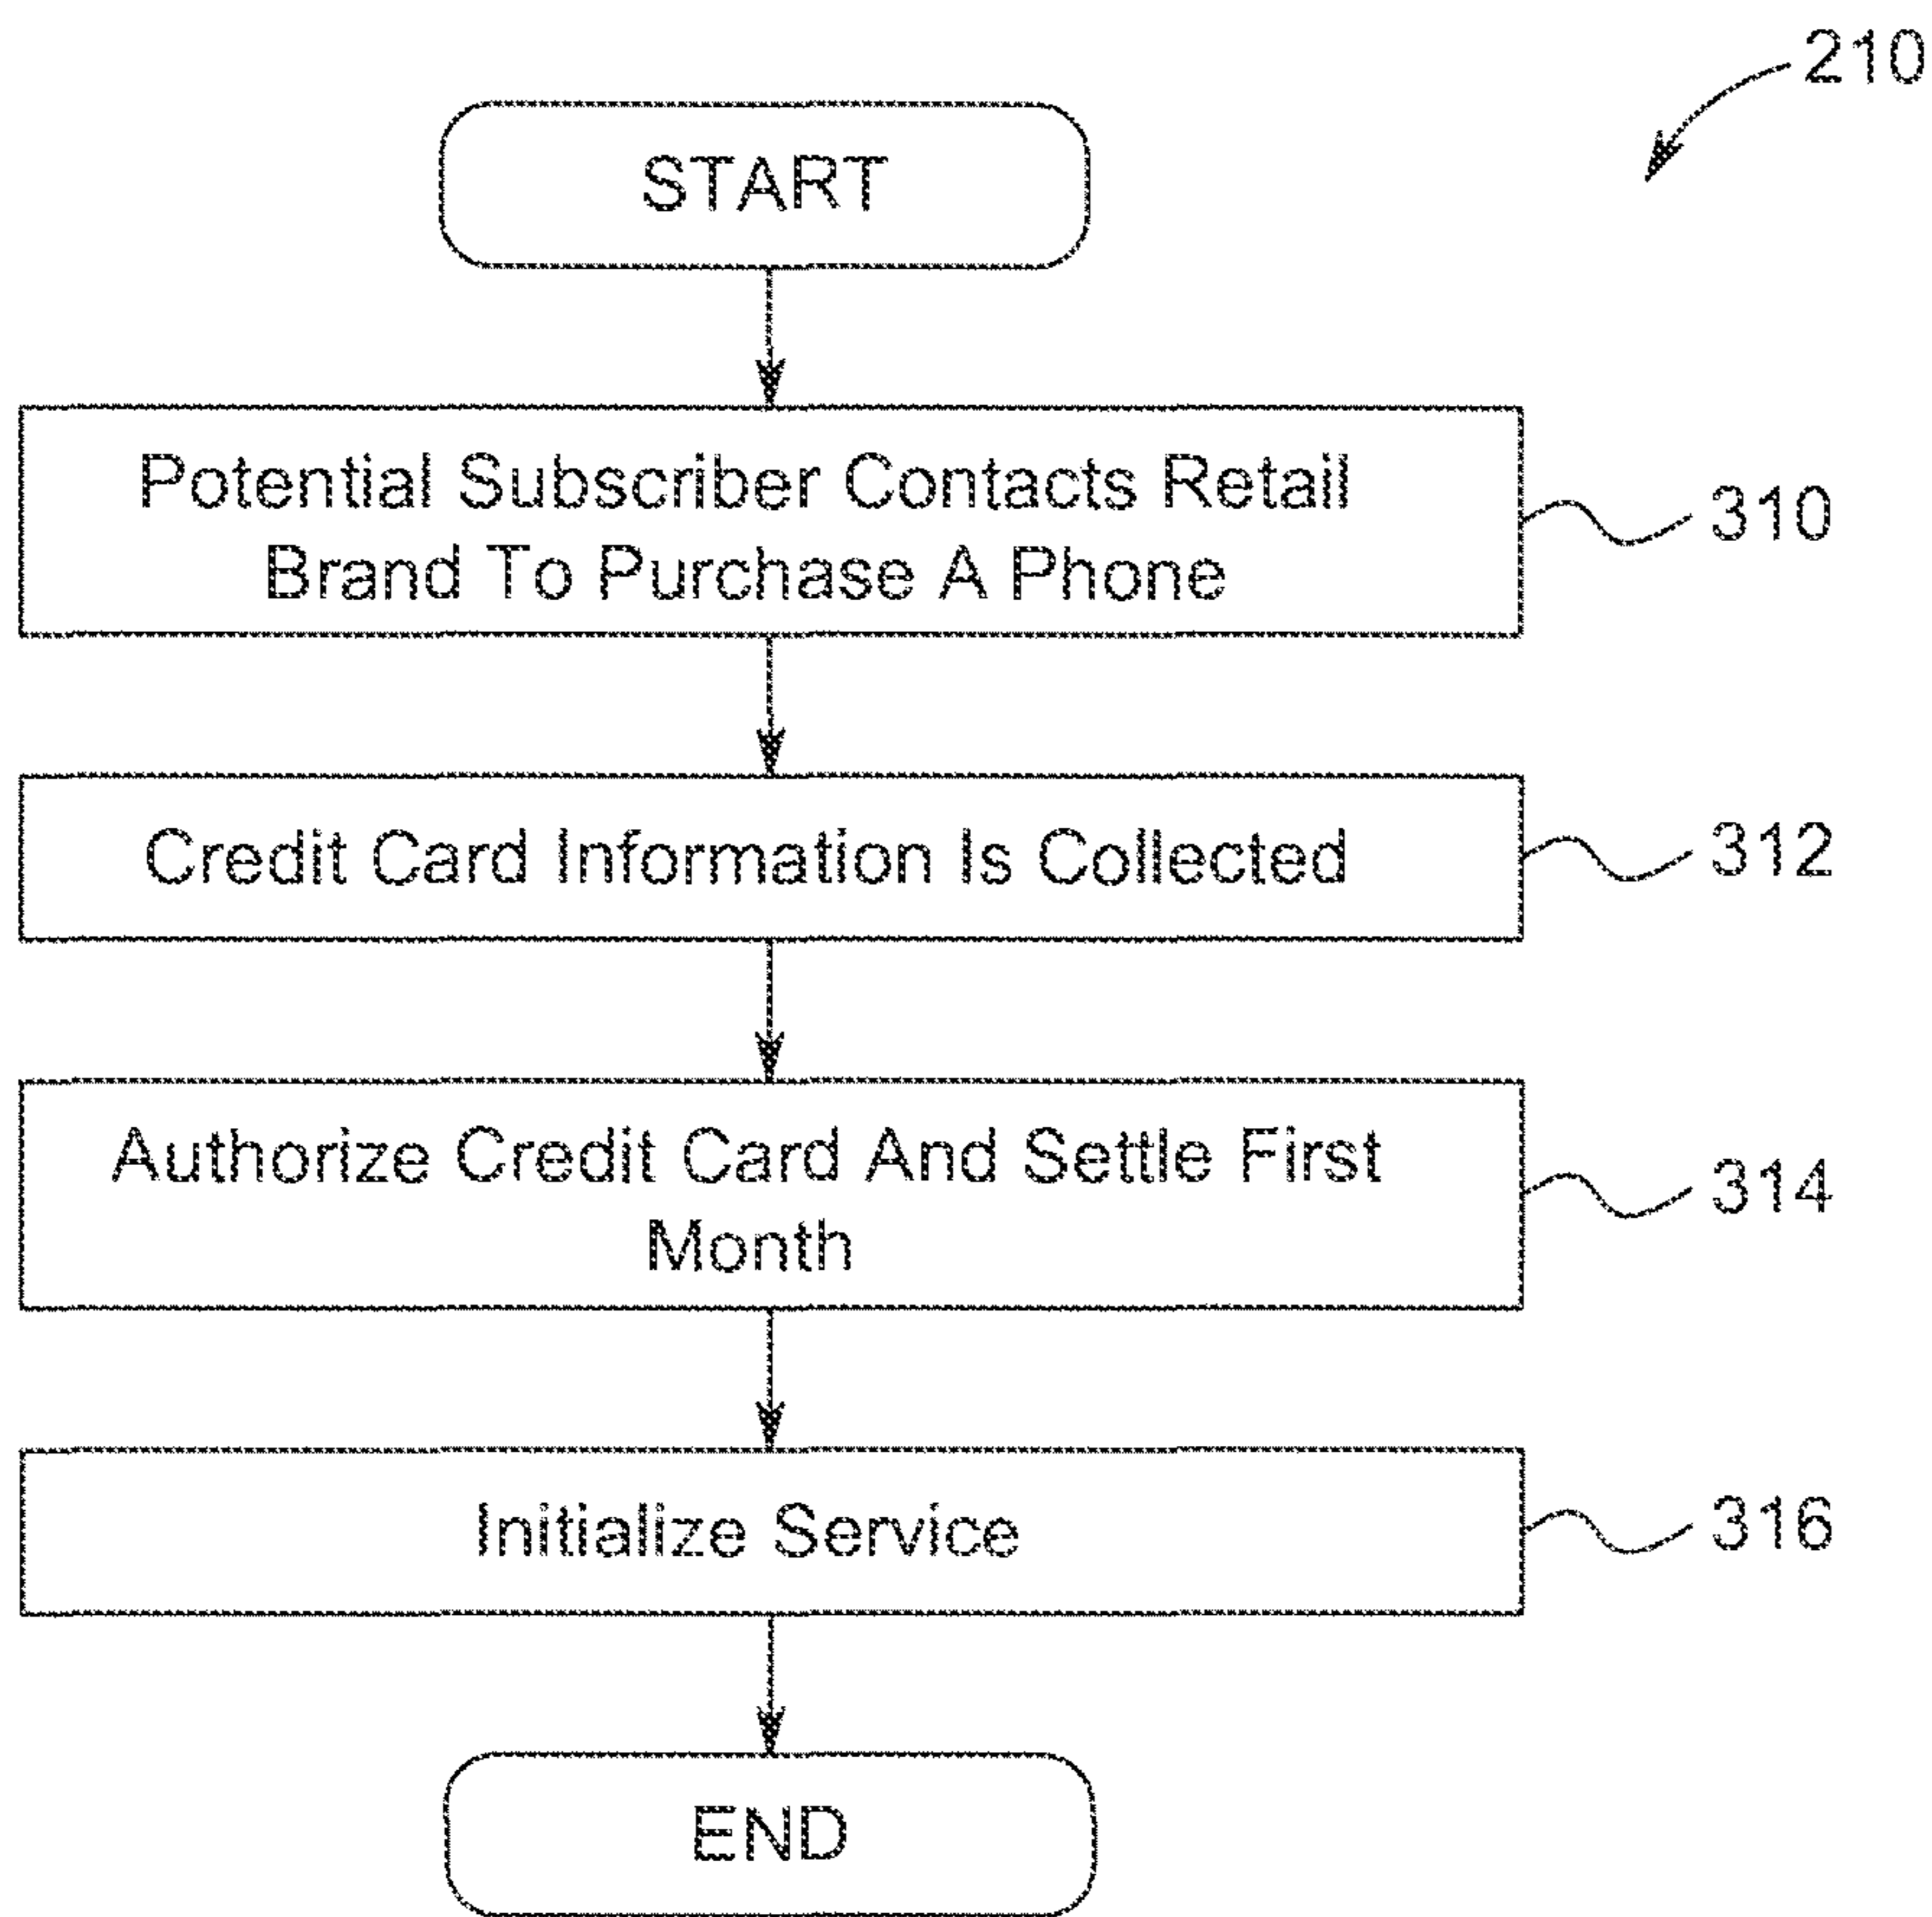 210
START
Potential Subscriber Contacts Retail
Brand To Purchase A Phone
310
Credit Card Information Is Collected
312
Authorize Credit Card And Settle First
Month
314
Initialize Service
316
END